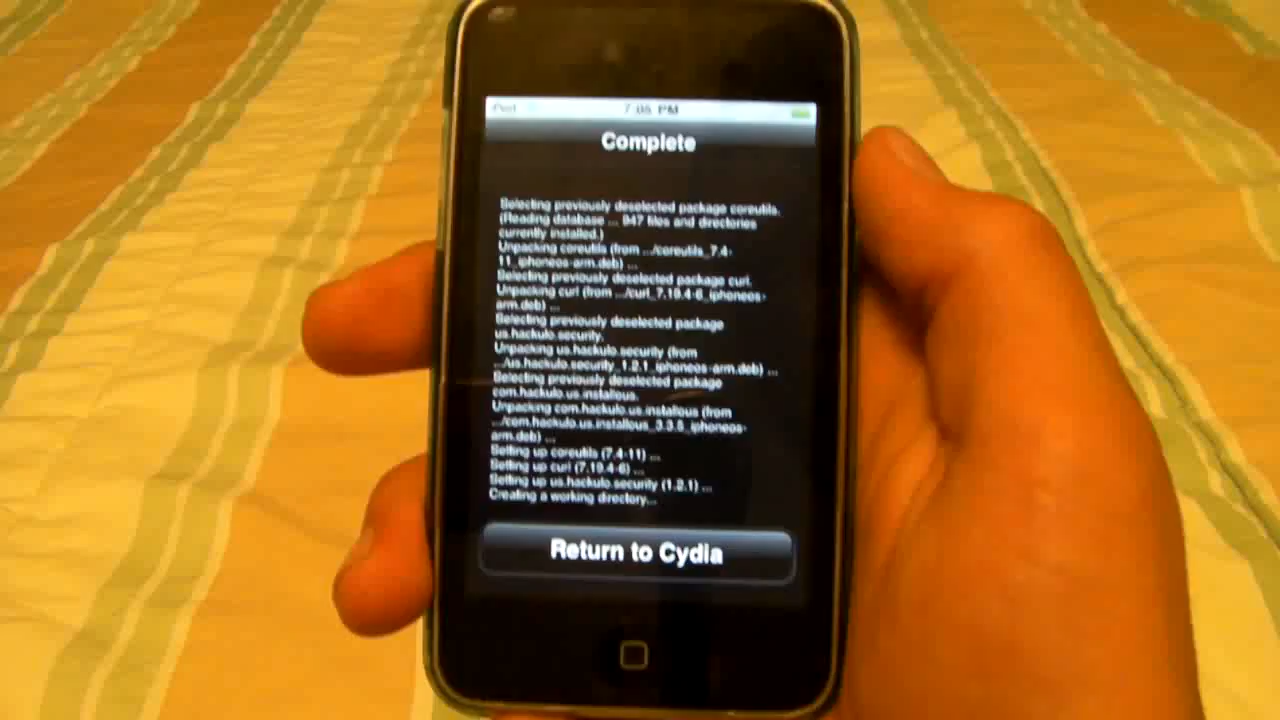 iPod 7:05 PM
Complete
Selecting previously deselected package coreutils.
(Reading database ... 947 files and directories
currently installed.)
Unpacking coreutils (from .../coreutils_7.4-
11_iphoneos-arm.deb) ...
Selecting previously deselected package curl.
Unpacking curl (from .../curl_7.19.4-6_iphoneos-
arm.deb) ...
Selecting previously deselected package
us.hackulo.security.
Unpacking us.hackulo.security (from
.../us.hackulo.security_1.2.1_iphoneos-arm.deb) ...
Selecting previously deselected package
com.hackulo.us.installous.
Unpacking com.hackulo.us.installous (from
.../com.hackulo.us.installous_3.3.5_iphoneos-
arm.deb) ...
Setting up coreutils (7.4-11) ...
Setting up curl (7.19.4-6) ...
Setting up us.hackulo.security (1.2.1) ...
Creating a working directory...
Return to Cydia